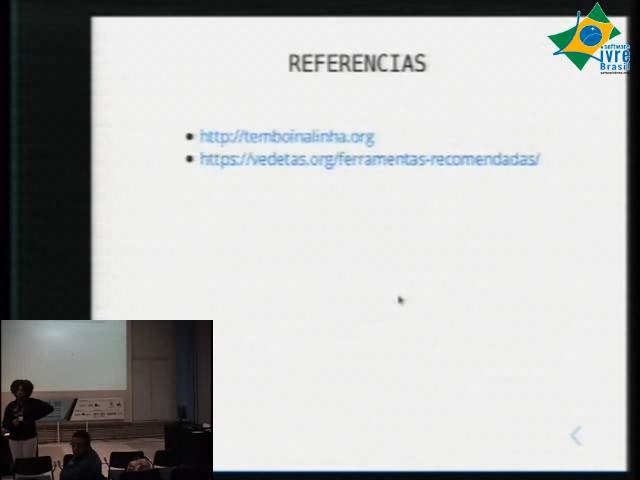 REFERENCIAS
http://temboinalinha.org
https://vedetas.org/ferramentas-recomendadas/
software
livre
Brasil